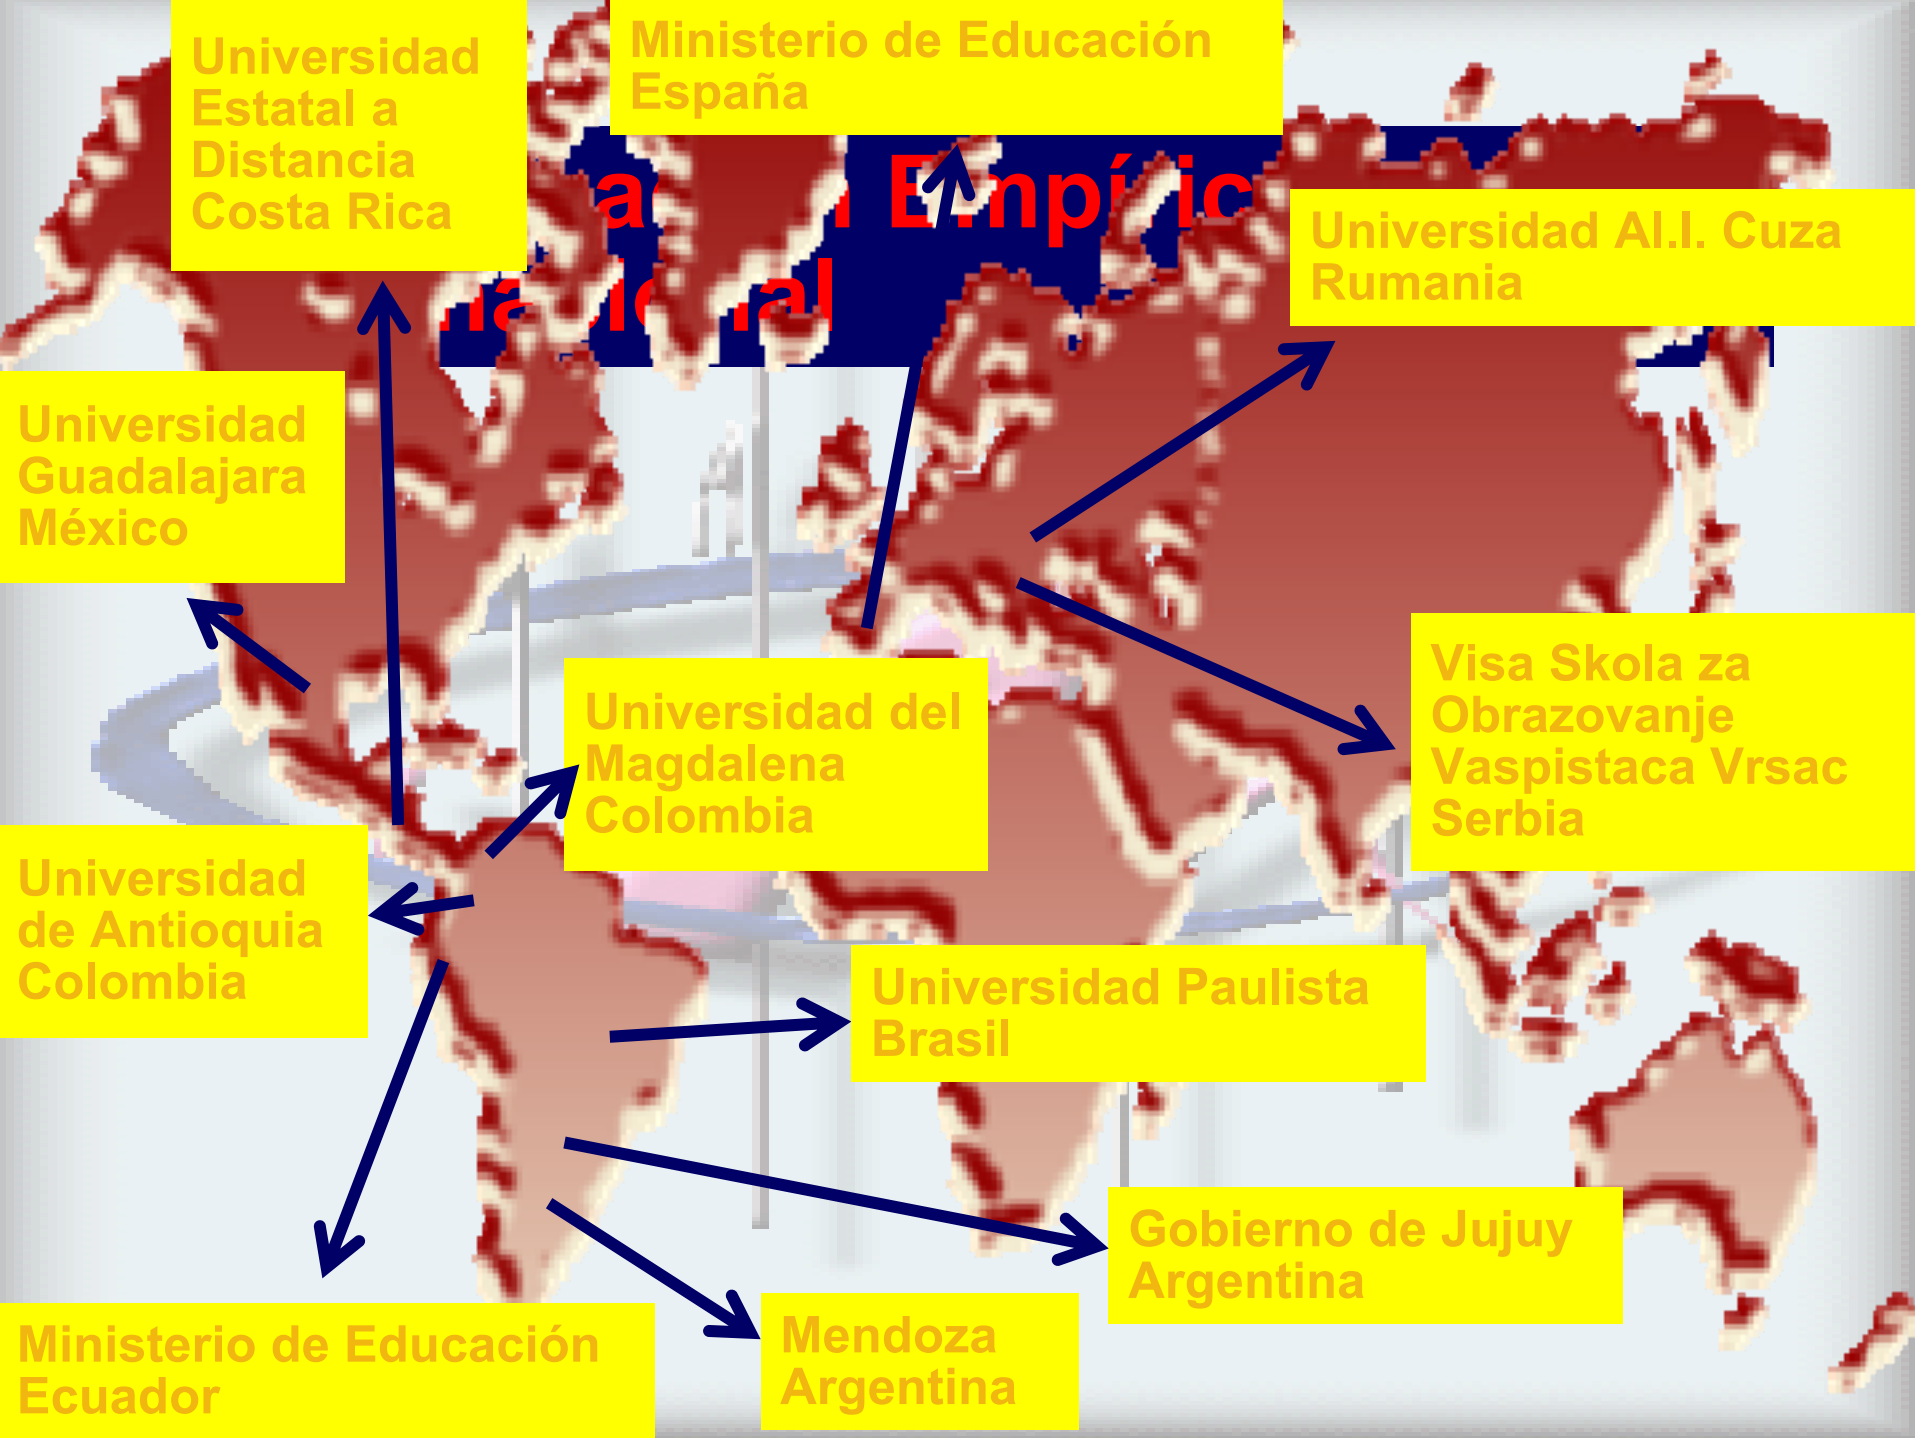 Universidad
Estatal a
Distancia
Costa Rica
Ministerio de Educación
España
Universidad Al.I. Cuza
Rumania
Universidad
Guadalajara
México
Visa Skola za
Obrazovanje
Vaspistaca Vrsac
Serbia
Universidad del
Magdalena
Colombia
Universidad
de Antioquia
Colombia
Universidad Paulista
Brasil
Gobierno de Jujuy
Argentina
Mendoza
Argentina
Ministerio de Educación
Ecuador